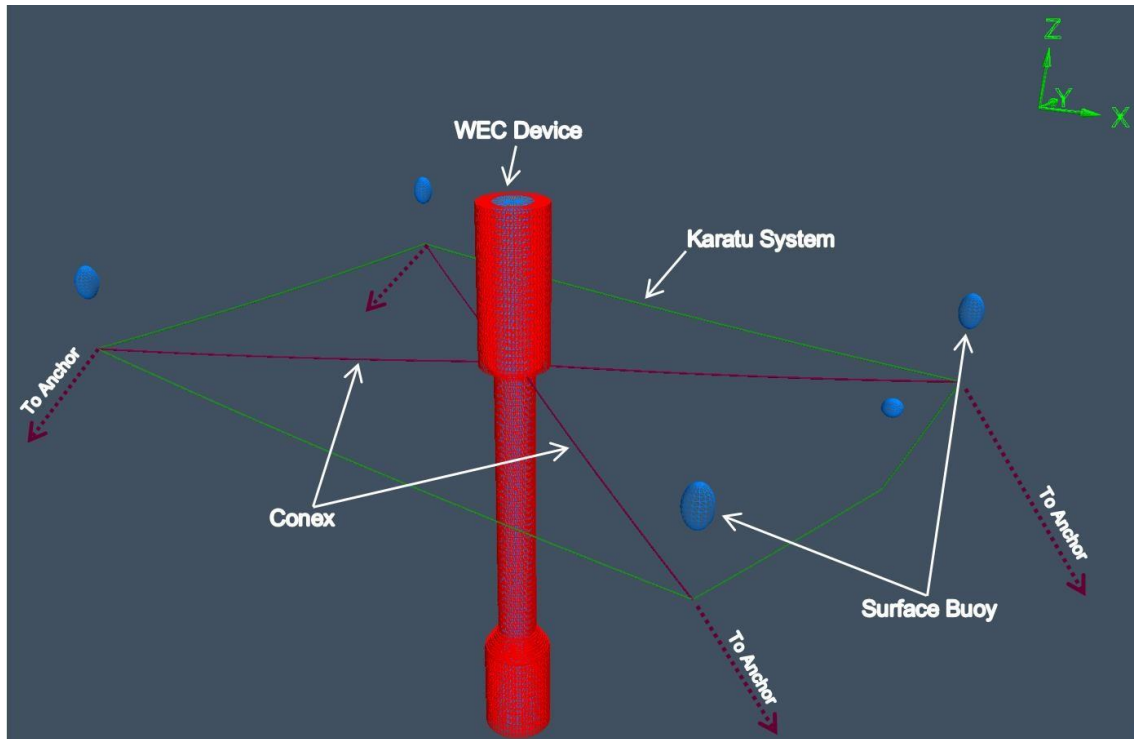 Z
Y
X
WEC Device
Karatu System
To Anchor
Conex
To Anchor
Surface Buoy
To Anchor